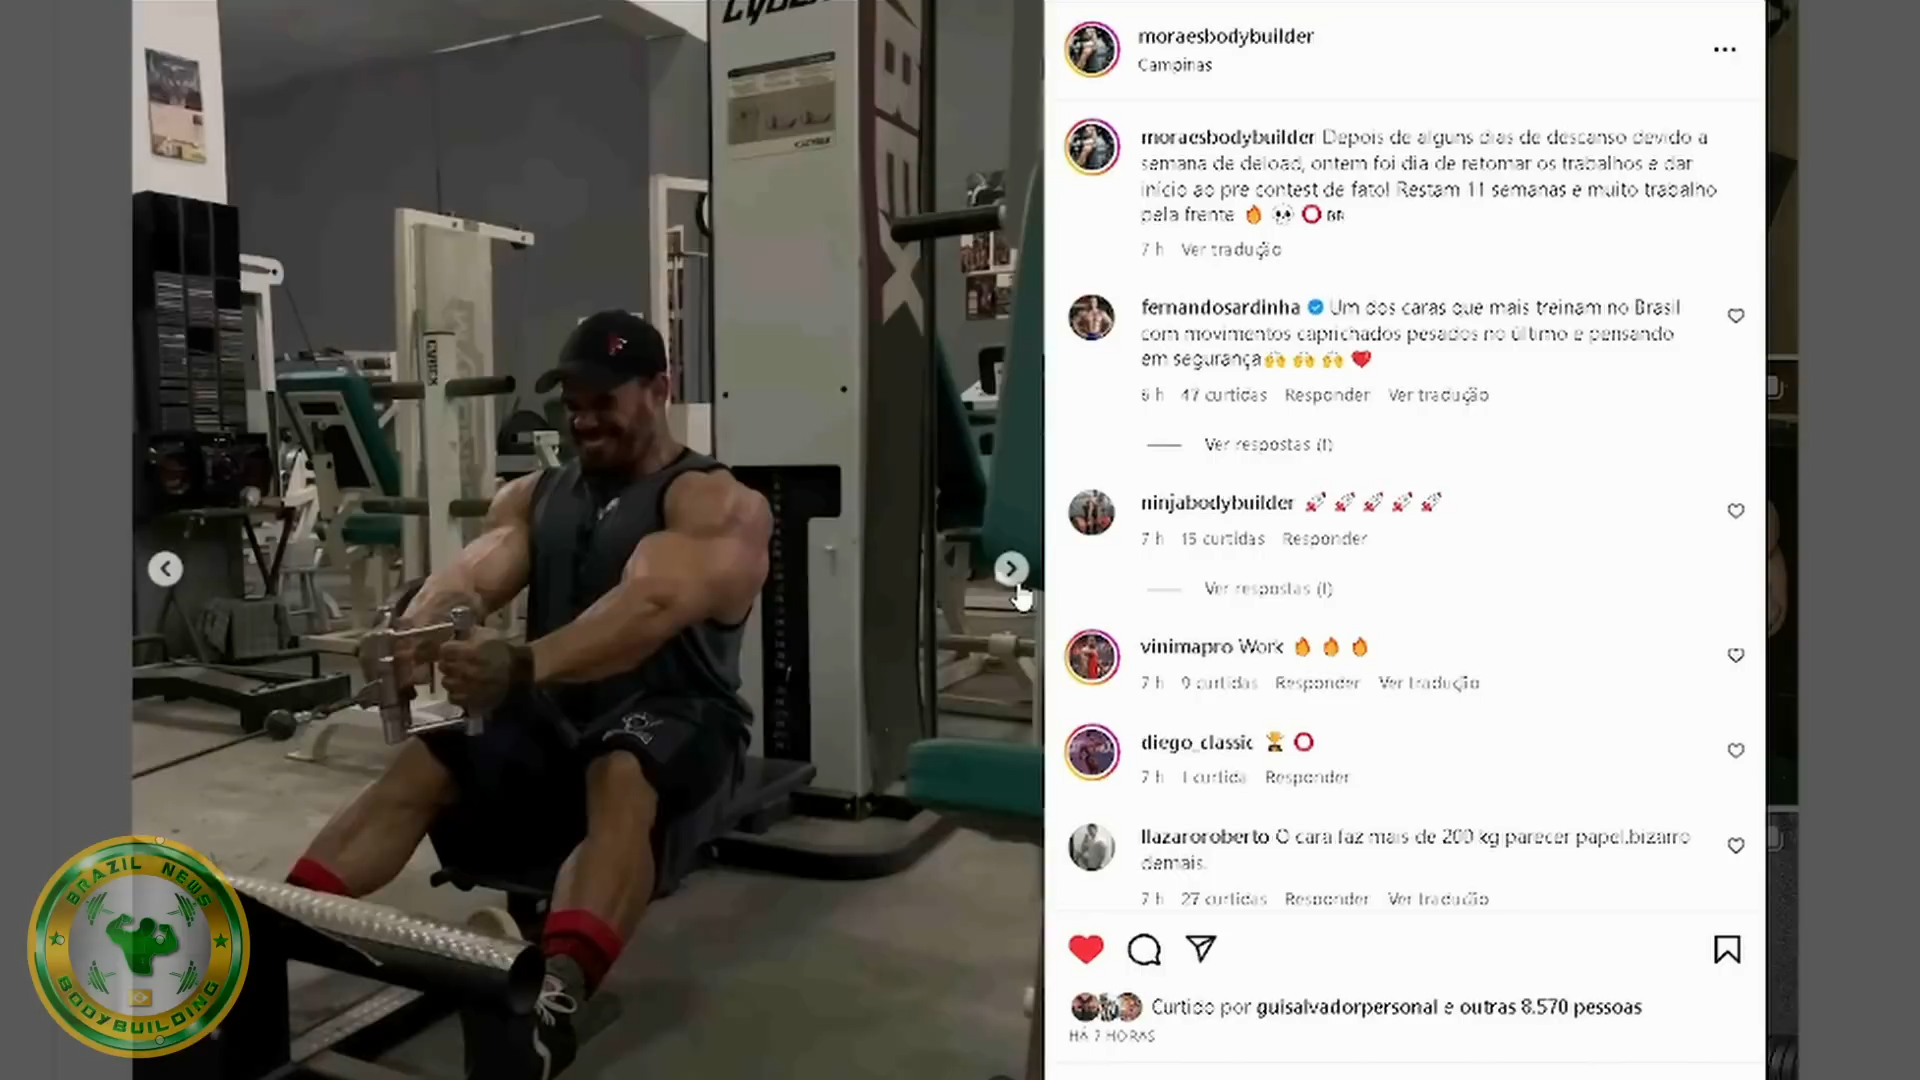 CYBEX
CYBEX
moraesbodybuilder
Campinas
moraesbodybuilder Depois de alguns dias de descanso devido a
semana de deload, ontem foi dia de retomar os trabalhos e dar
início ao pre contest de fato! Restam 11 semanas e muito trabalho
pela frente 🔥 💀 ⭕ BR
7 h Ver tradução
fernandosardinha Um dos caras que mais treinam no Brasil
com movimentos caprichados pesados no último e pensando
em segurança🙌 🙌 🙌 ❤️
6 h 47 curtidas Responder Ver tradução
Ver respostas (1)
ninjabodybuilder 🚀 🚀 🚀 🚀 🚀
7 h 15 curtidas Responder
Ver respostas (1)
vinimapro Work 🔥 🔥 🔥
7 h 9 curtidas Responder Ver tradução
diego_classic 🏆 ⭕
7 h 1 curtida Responder
llazaroroberto O cara faz mais de 200 kg parecer papel.bizarro
demais.
7 h 27 curtidas Responder Ver tradução
Curtido por guisalvadorpersonal e outras 8.570 pessoas
HÁ 7 HORAS
BRAZIL NEWS
BODYBUILDING